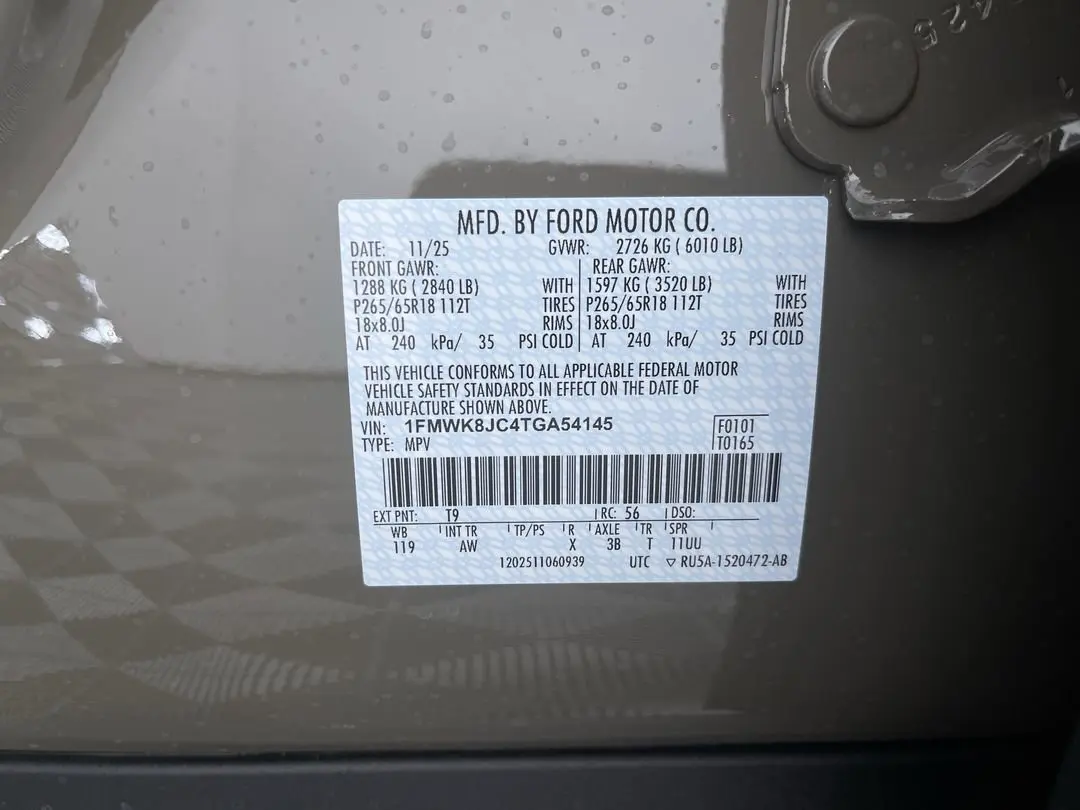 425
MFD. BY FORD MOTOR CO.
DATE: 11/25 GVWR: 2726 KG ( 6010 LB)
FRONT GAWR: REAR GAWR:
1288 KG ( 2840 LB) WITH 1597 KG ( 3520 LB) WITH
P265/65R18 112T TIRES P265/65R18 112T TIRES
18x8.0J RIMS 18x8.0J RIMS
AT 240 kPa/ 35 PSI COLD AT 240 kPa/ 35 PSI COLD
THIS VEHICLE CONFORMS TO ALL APPLICABLE FEDERAL MOTOR
VEHICLE SAFETY STANDARDS IN EFFECT ON THE DATE OF
MANUFACTURE SHOWN ABOVE.
VIN: 1FMWK8JC4TGA54145 F0101
TYPE: MPV T0165
EXT PNT: T9 RC: 56 DSO:
WB INT TR TP/PS R AXLE TR SPR
119 AW X 3B T 11UU
1202511060939 UTC ▽ RU5A-1520472-AB